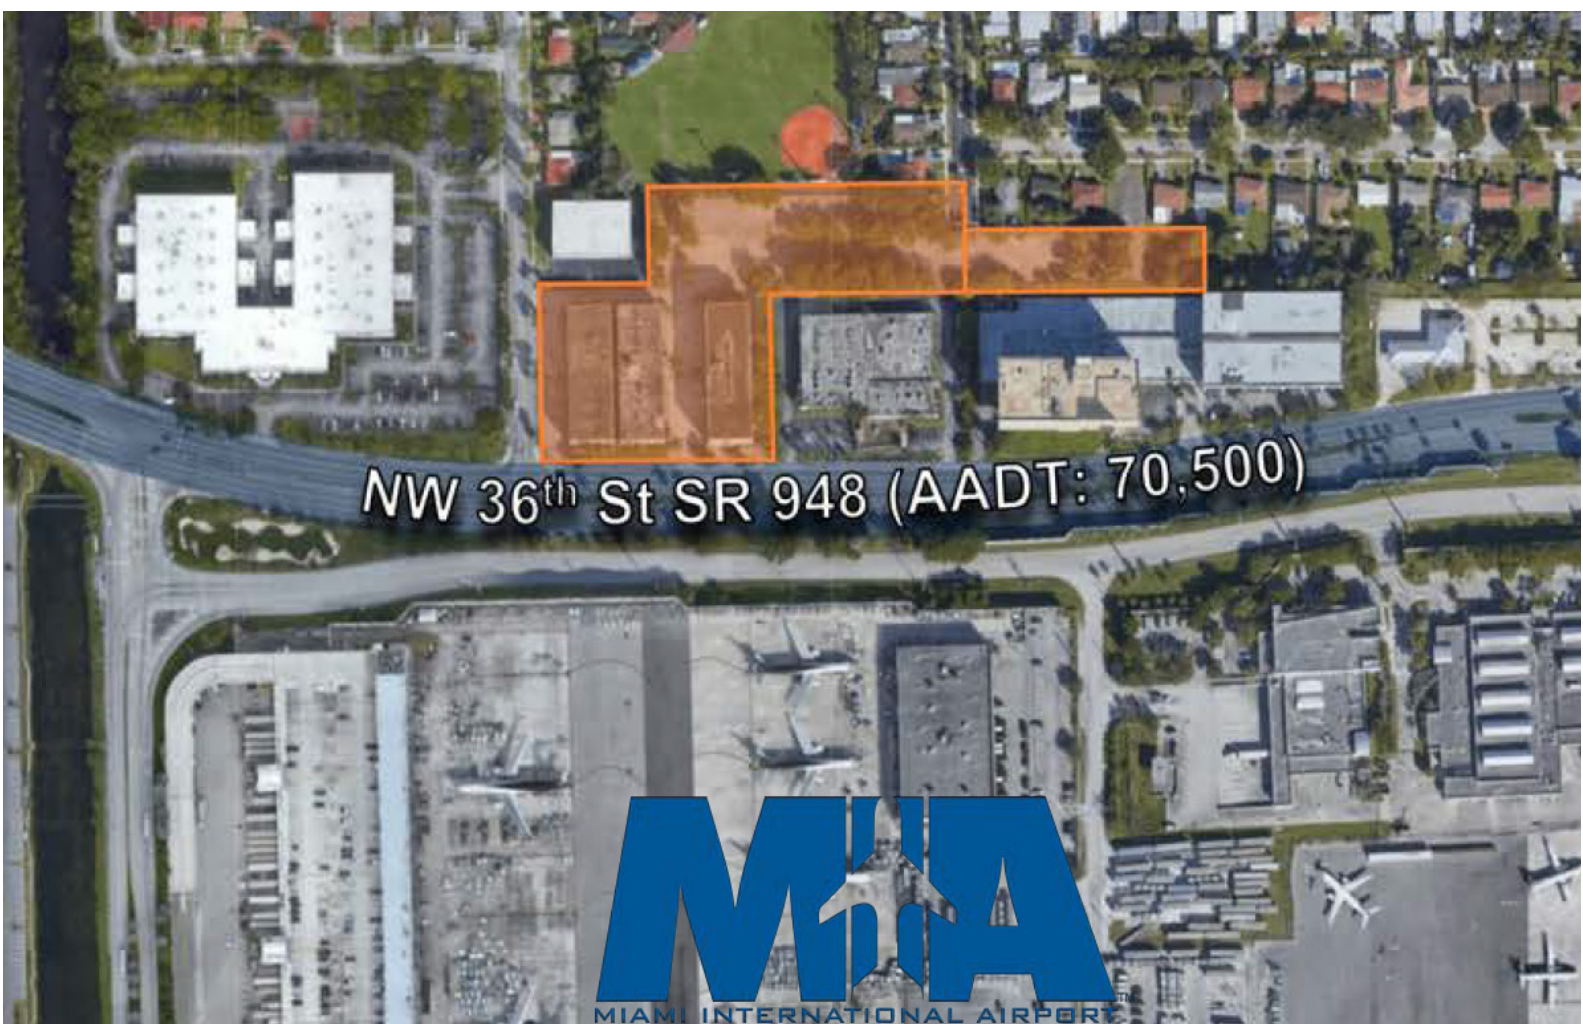 NW 36th St SR 948 (AADT: 70,500)
MIA
MIAMI INTERNATIONAL AIRPORT